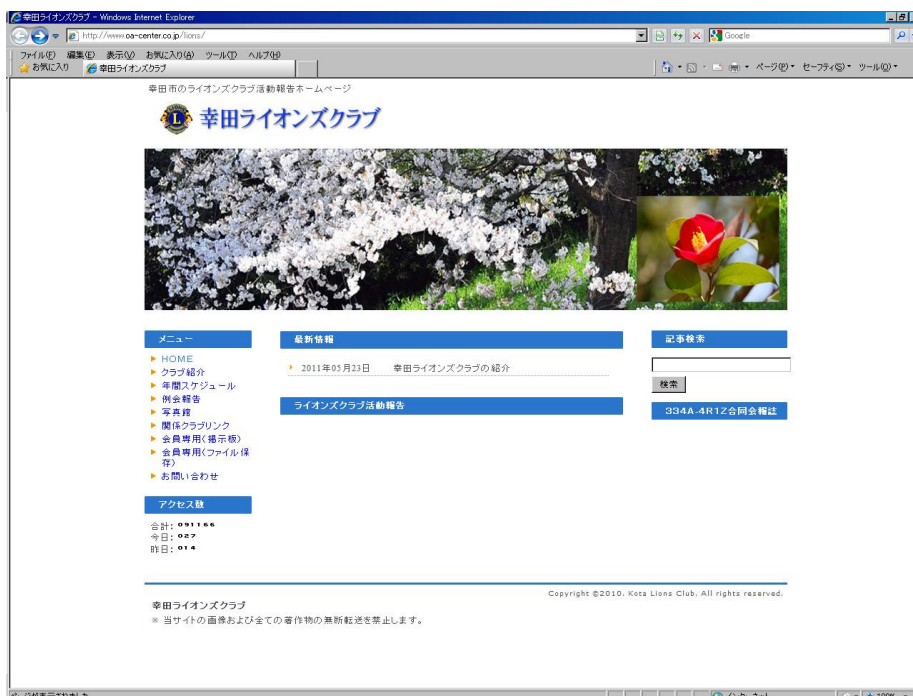 幸田ライオンズクラブ - Windows Internet Explorer
http://www.oa-center.co.jp/lions/
Google
ファイル(F) 編集(E) 表示(V) お気に入り(A) ツール(T) ヘルプ(H)
お気に入り 幸田ライオンズクラブ
ページ(P) セーフティ(S) ツール(O)
幸田市のライオンズクラブ活動報告ホームページ
L
幸田ライオンズクラブ
メニュー
HOME
クラブ紹介
年間スケジュール
例会報告
写真館
関係クラブリンク
会員専用(掲示板)
会員専用(ファイル保
存)
お問い合わせ
アクセス数
合計: 091166
今日: 027
昨日: 014
最新情報
2011年05月23日 幸田ライオンズクラブの紹介
ライオンズクラブ活動報告
記事検索
検索
334A-4R1Z合同会報誌
Copyright ©2010. Kota Lions Club, All rights reserved.
幸田ライオンズクラブ
※ 当サイトの画像および全ての著作物の無断転送を禁止します。